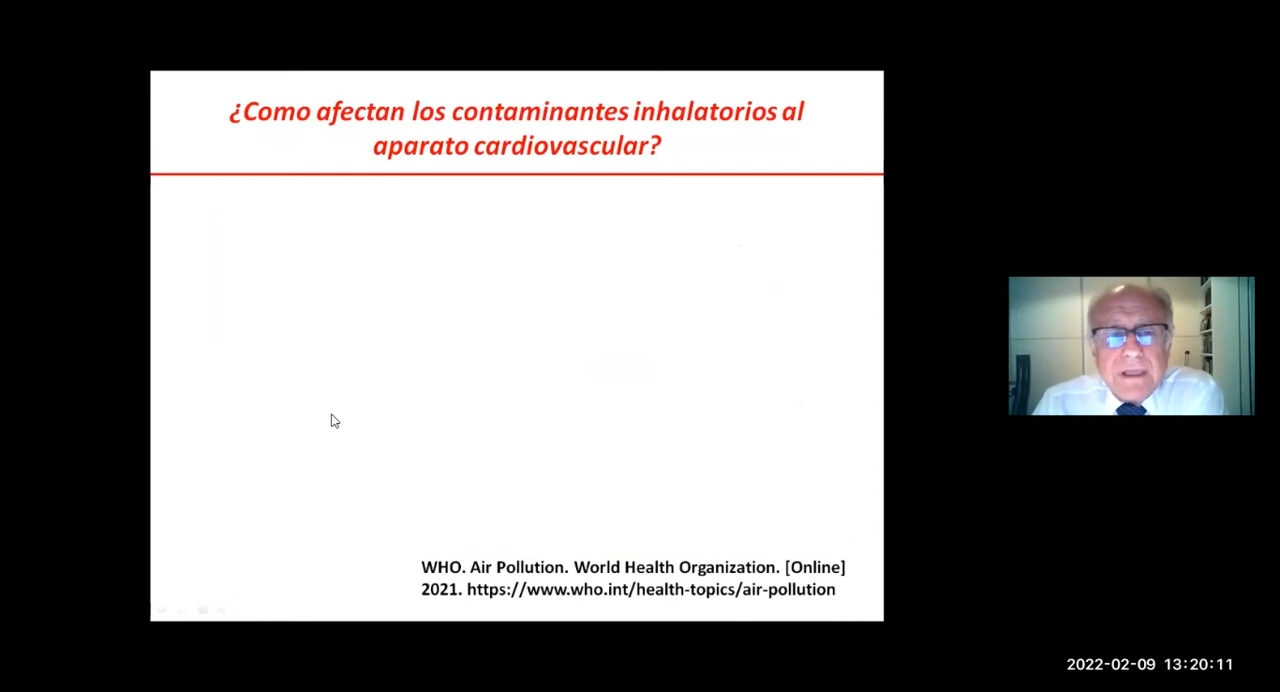 ¿Como afectan los contaminantes inhalatorios al
aparato cardiovascular?
WHO. Air Pollution. World Health Organization. [Online]
2021. https://www.who.int/health-topics/air-pollution
2022-02-09 13:20:11